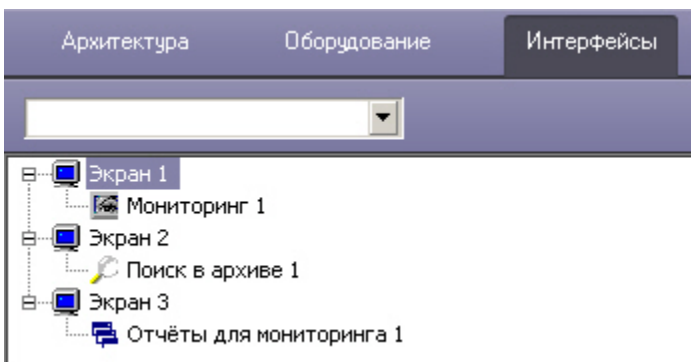 Архитектура Оборудование Интерфейсы
Экран 1
Мониторинг 1
Экран 2
Поиск в архиве 1
Экран 3
Отчёты для мониторинга 1